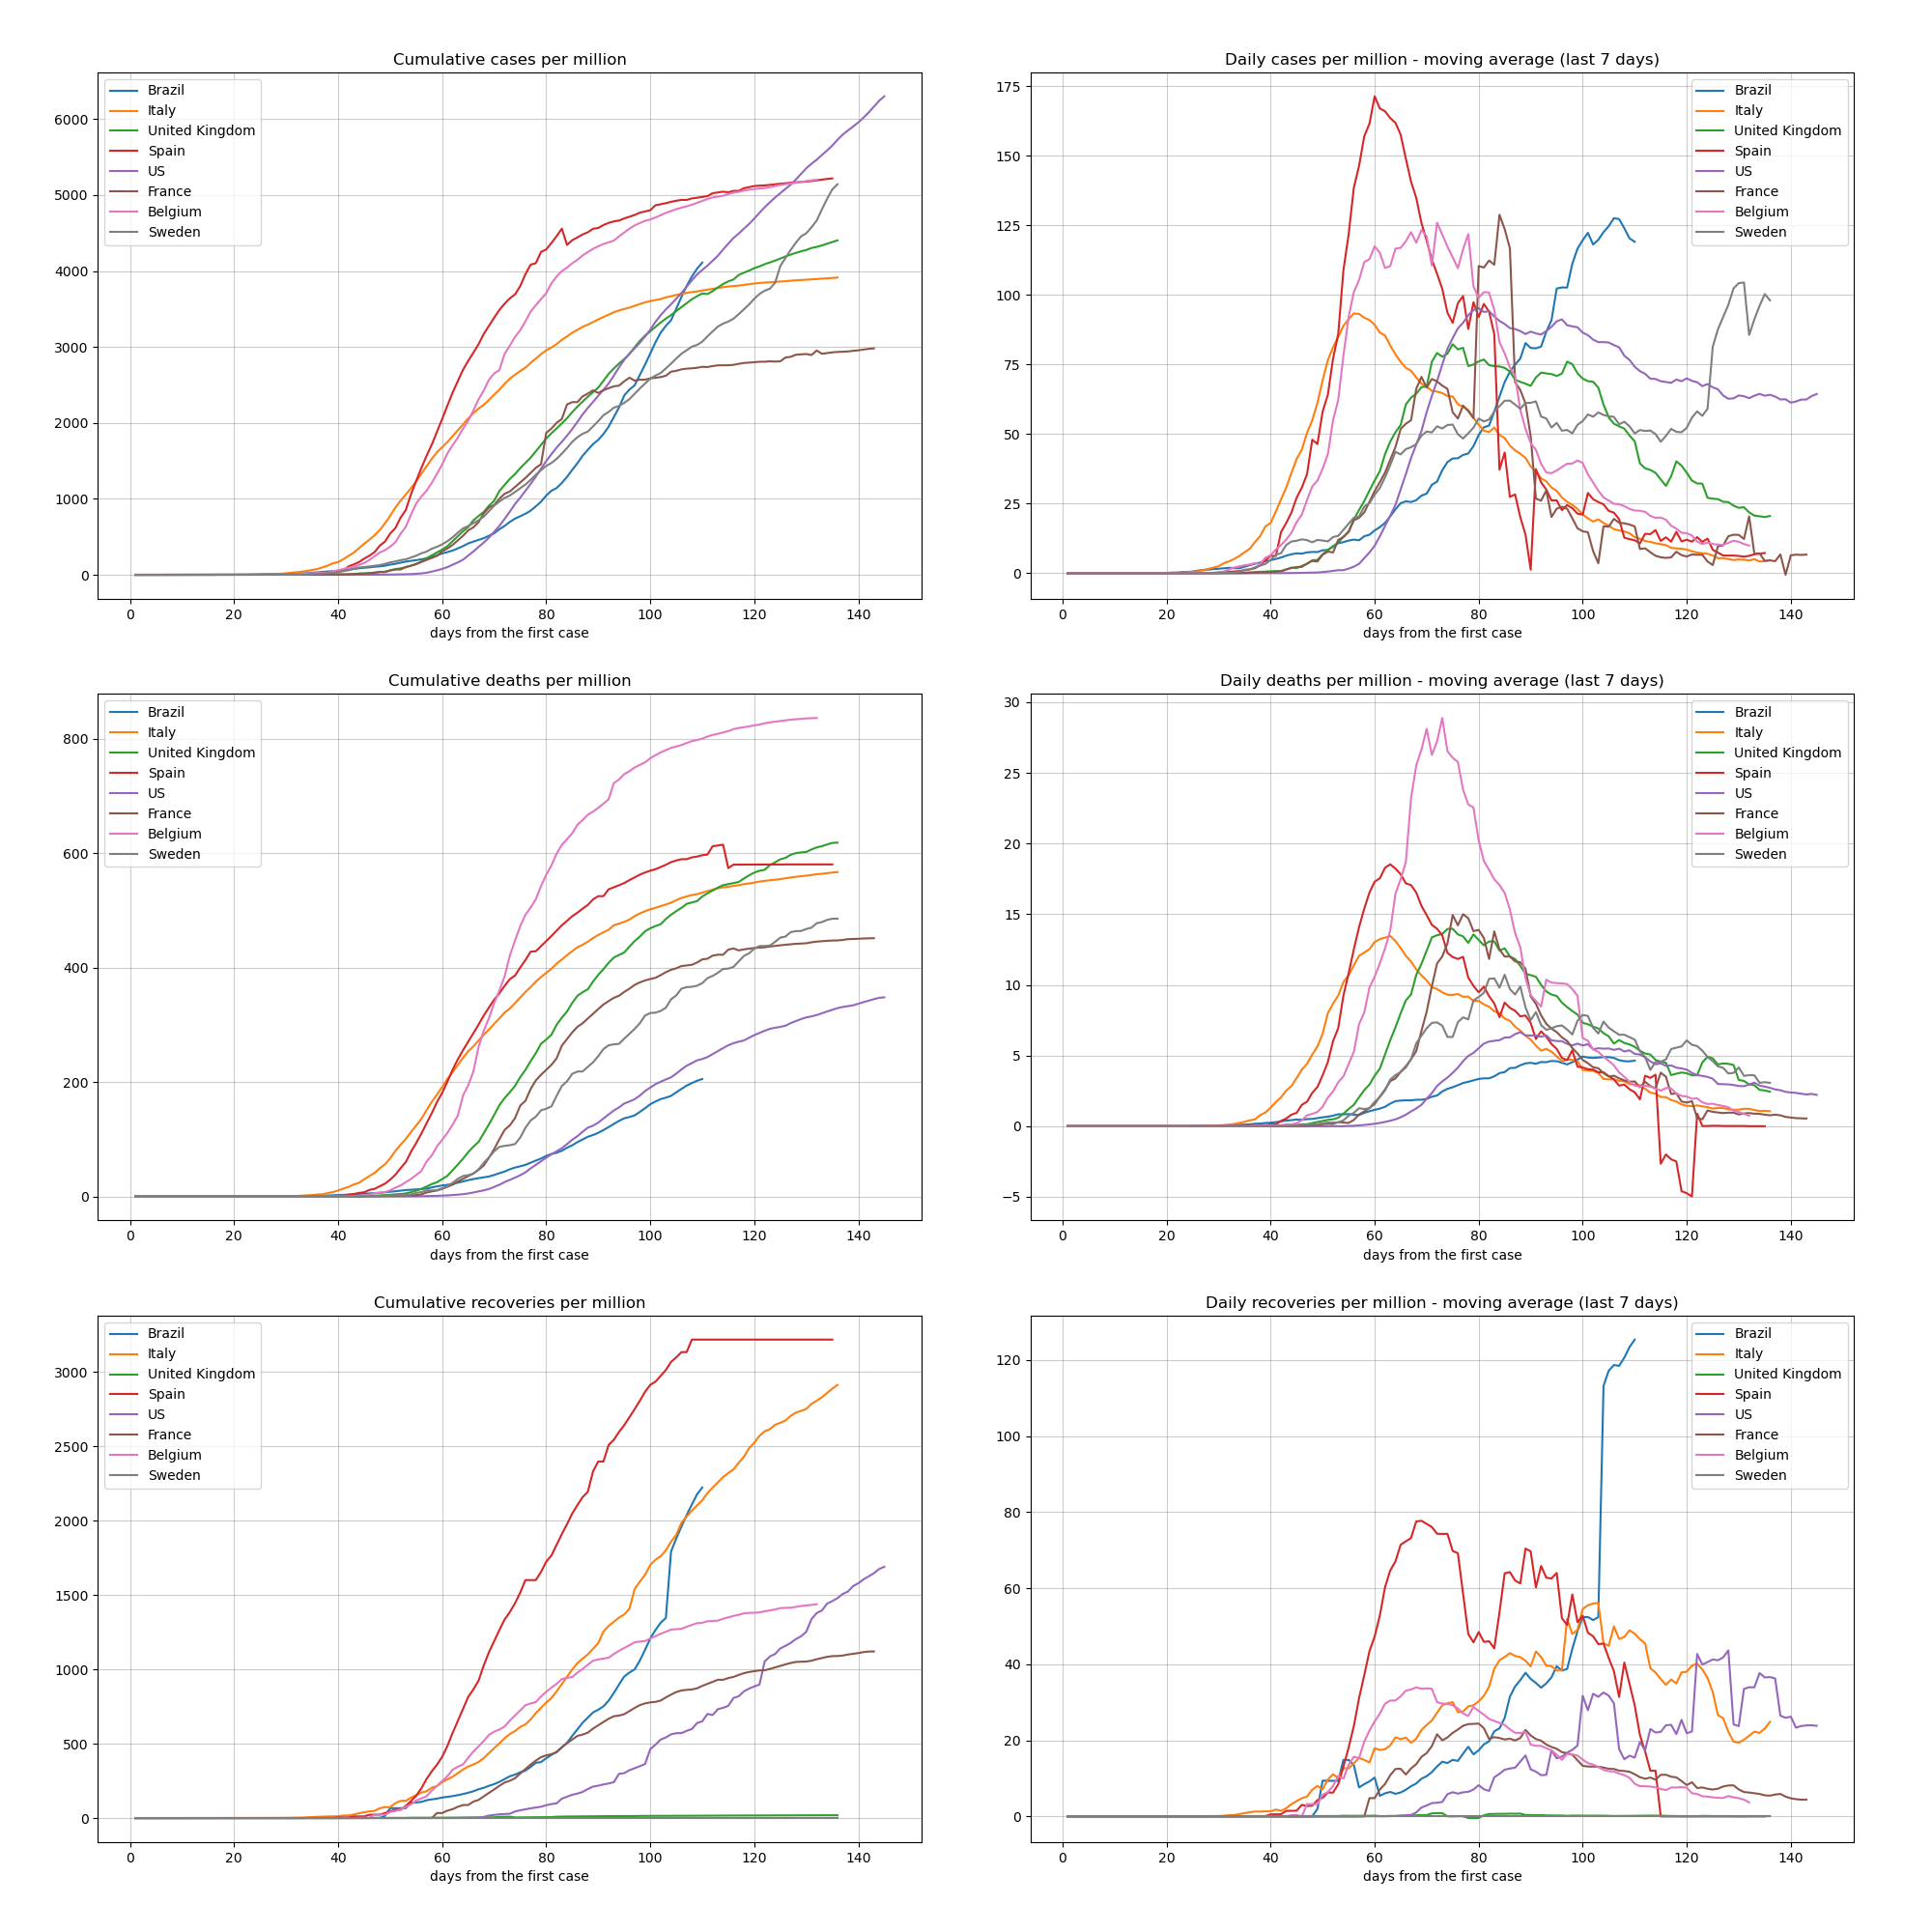 Cumulative cases per million
6000
5000
4000
3000
2000
1000
0
Brazil
Italy
United Kingdom
Spain
US
France
Belgium
Sweden
0 20 40 60 80 100 120 140
days from the first case
Daily cases per million - moving average (last 7 days)
175
150
125
100
75
50
25
0
Brazil
Italy
United Kingdom
Spain
US
France
Belgium
Sweden
0 20 40 60 80 100 120 140
days from the first case
Cumulative deaths per million
800
600
400
200
0
Brazil
Italy
United Kingdom
Spain
US
France
Belgium
Sweden
0 20 40 60 80 100 120 140
days from the first case
Daily deaths per million - moving average (last 7 days)
30
25
20
15
10
5
0
−5
Brazil
Italy
United Kingdom
Spain
US
France
Belgium
Sweden
0 20 40 60 80 100 120 140
days from the first case
Cumulative recoveries per million
3000
2500
2000
1500
1000
500
0
Brazil
Italy
United Kingdom
Spain
US
France
Belgium
Sweden
0 20 40 60 80 100 120 140
days from the first case
Daily recoveries per million - moving average (last 7 days)
120
100
80
60
40
20
0
Brazil
Italy
United Kingdom
Spain
US
France
Belgium
Sweden
0 20 40 60 80 100 120 140
days from the first case